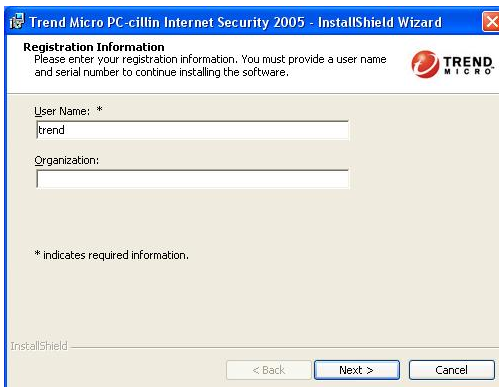 Trend Micro PC-cillin Internet Security 2005 - InstallShield Wizard
Registration Information
Please enter your registration information. You must provide a user name
and serial number to continue installing the software.
TREND
MICRO
User Name: *
trend
Organization:
* indicates required information.
InstallShield
< Back
Next >
Cancel